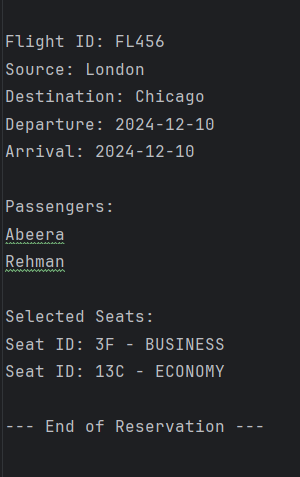 Flight ID: FL456
Source: London
Destination: Chicago
Departure: 2024-12-10
Arrival: 2024-12-10
Passengers:
Abeera
Rehman
Selected Seats:
Seat ID: 3F - BUSINESS
Seat ID: 13C - ECONOMY
--- End of Reservation ---